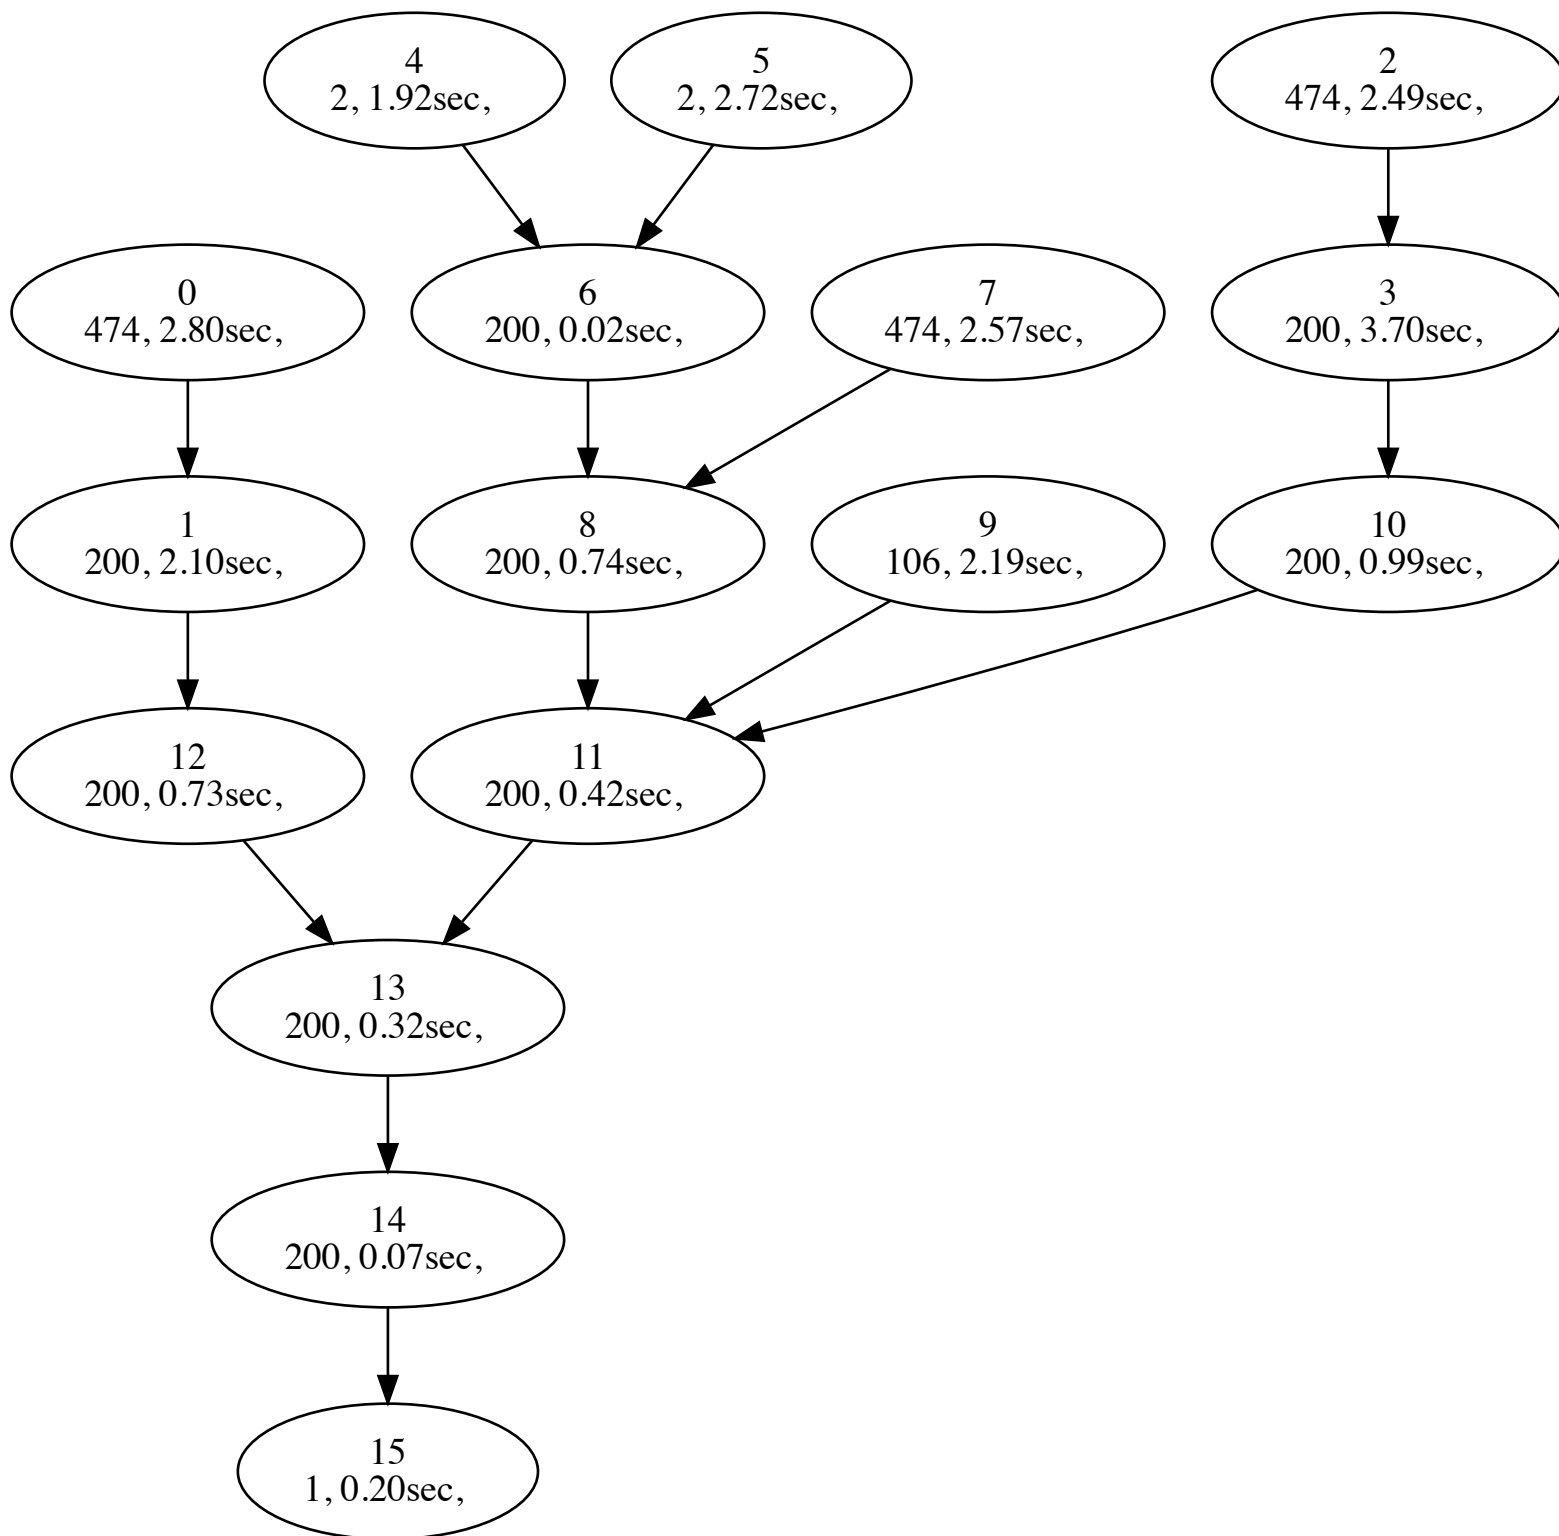 4
2, 1.92sec,
5
2, 2.72sec,
2
474, 2.49sec,
0
474, 2.80sec,
6
200, 0.02sec,
7
474, 2.57sec,
3
200, 3.70sec,
1
200, 2.10sec,
8
200, 0.74sec,
9
106, 2.19sec,
10
200, 0.99sec,
12
200, 0.73sec,
11
200, 0.42sec,
13
200, 0.32sec,
14
200, 0.07sec,
15
1, 0.20sec,